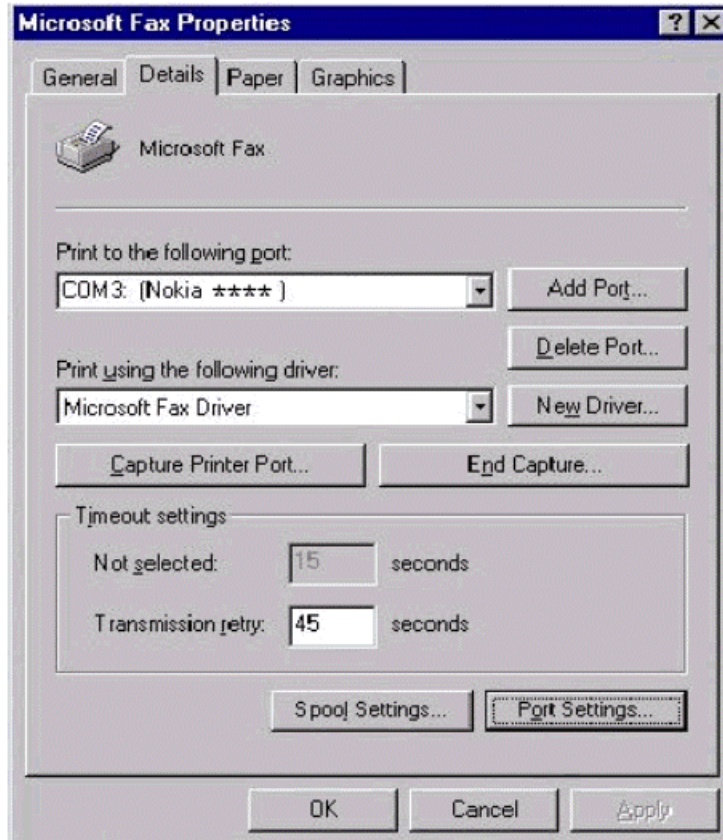 Microsoft Fax Properties
General Details Paper Graphics
Microsoft Fax
Print to the following port:
COM3: (Nokia ****)
Add Port...
Delete Port...
Print using the following driver:
Microsoft Fax Driver
New Driver...
Capture Printer Port...
End Capture...
Timeout settings
Not selected: 15 seconds
Transmission retry: 45 seconds
Spool Settings...
Port Settings...
OK
Cancel
Apply